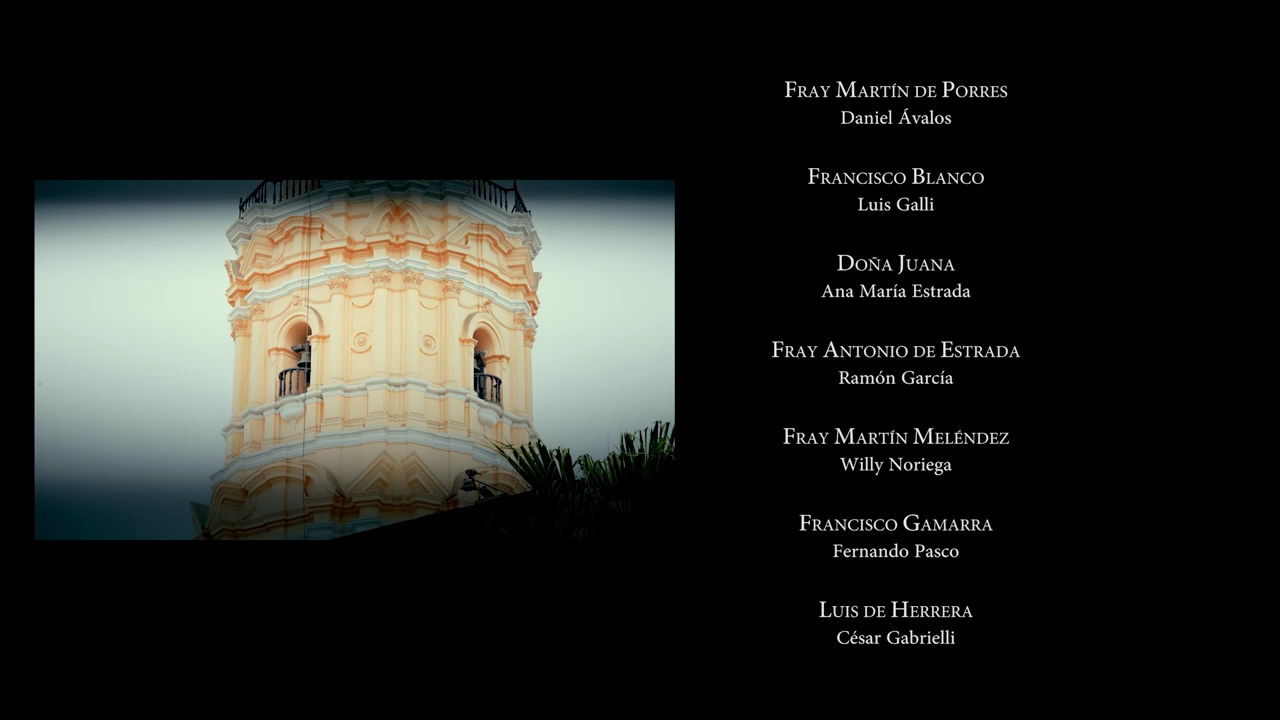 Fray Martín de Porres
Daniel Ávalos
Francisco Blanco
Luis Galli
Doña Juana
Ana María Estrada
Fray Antonio de Estrada
Ramón García
Fray Martín Meléndez
Willy Noriega
Francisco Gamarra
Fernando Pasco
Luis de Herrera
César Gabrielli